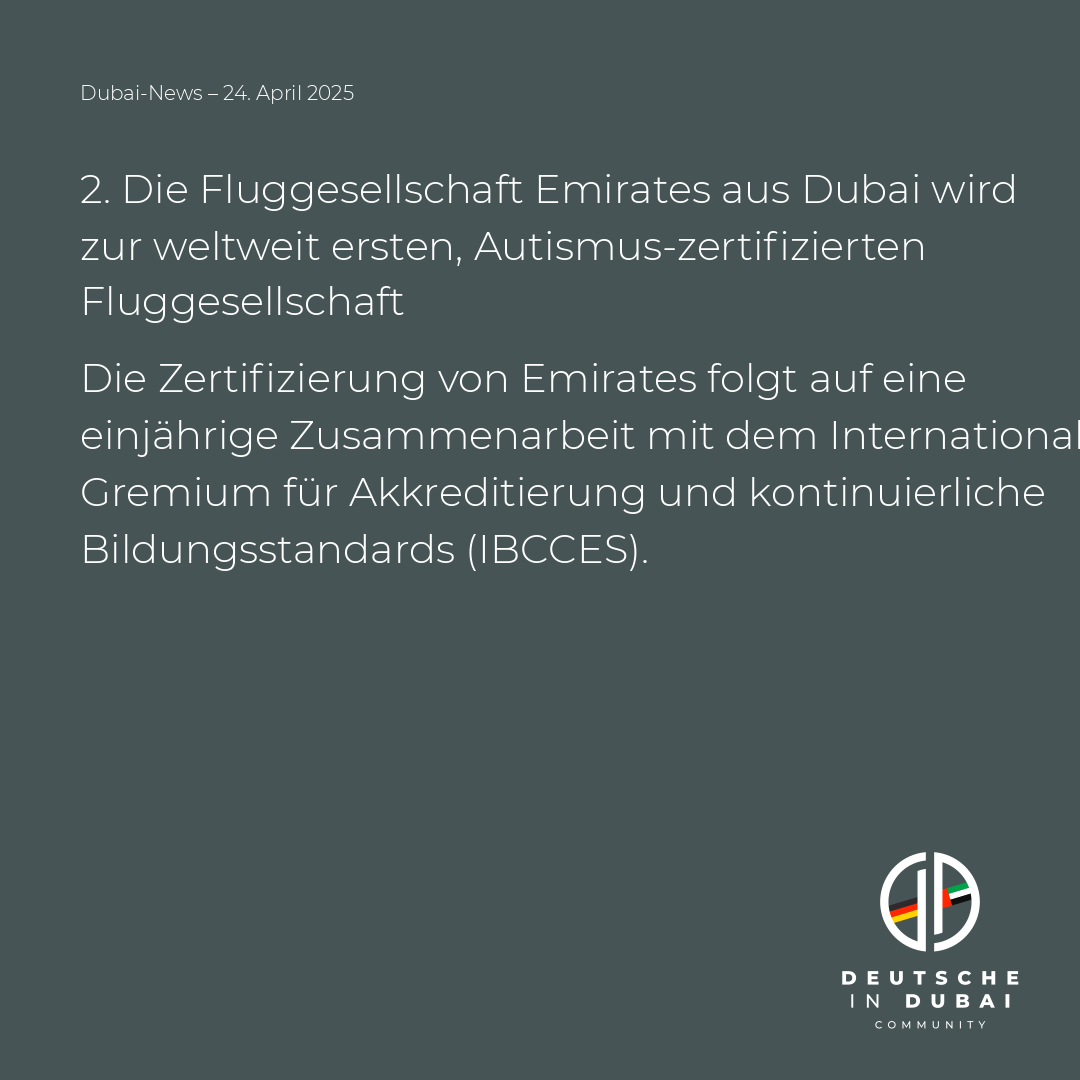 Dubai-News – 24. April 2025
2. Die Fluggesellschaft Emirates aus Dubai wird
zur weltweit ersten, Autismus-zertifizierten
Fluggesellschaft
Die Zertifizierung von Emirates folgt auf eine
einjährige Zusammenarbeit mit dem International
Gremium für Akkreditierung und kontinuierliche
Bildungsstandards (IBCCES).
DEUTSCHE
IN DUBAI
COMMUNITY